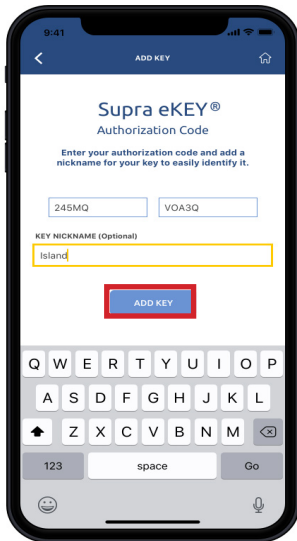 9:41
ADD KEY
Supra eKEY®
Authorization Code
Enter your authorization code and add a
nickname for your key to easily identify it.
245MQ VOA3Q
KEY NICKNAME (Optional)
Island
ADD KEY
Q W E R T Y U I O P
A S D F G H J K L
Z X C V B N M
123 space Go